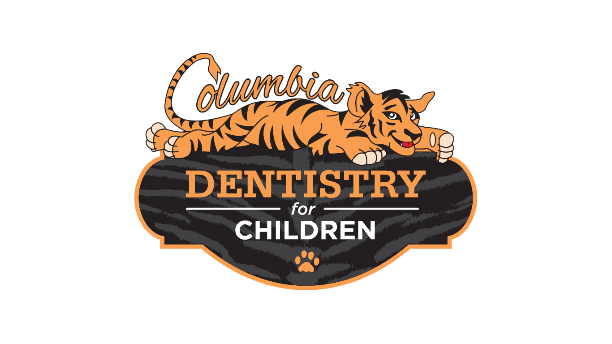 Columbia
DENTISTRY
for
CHILDREN